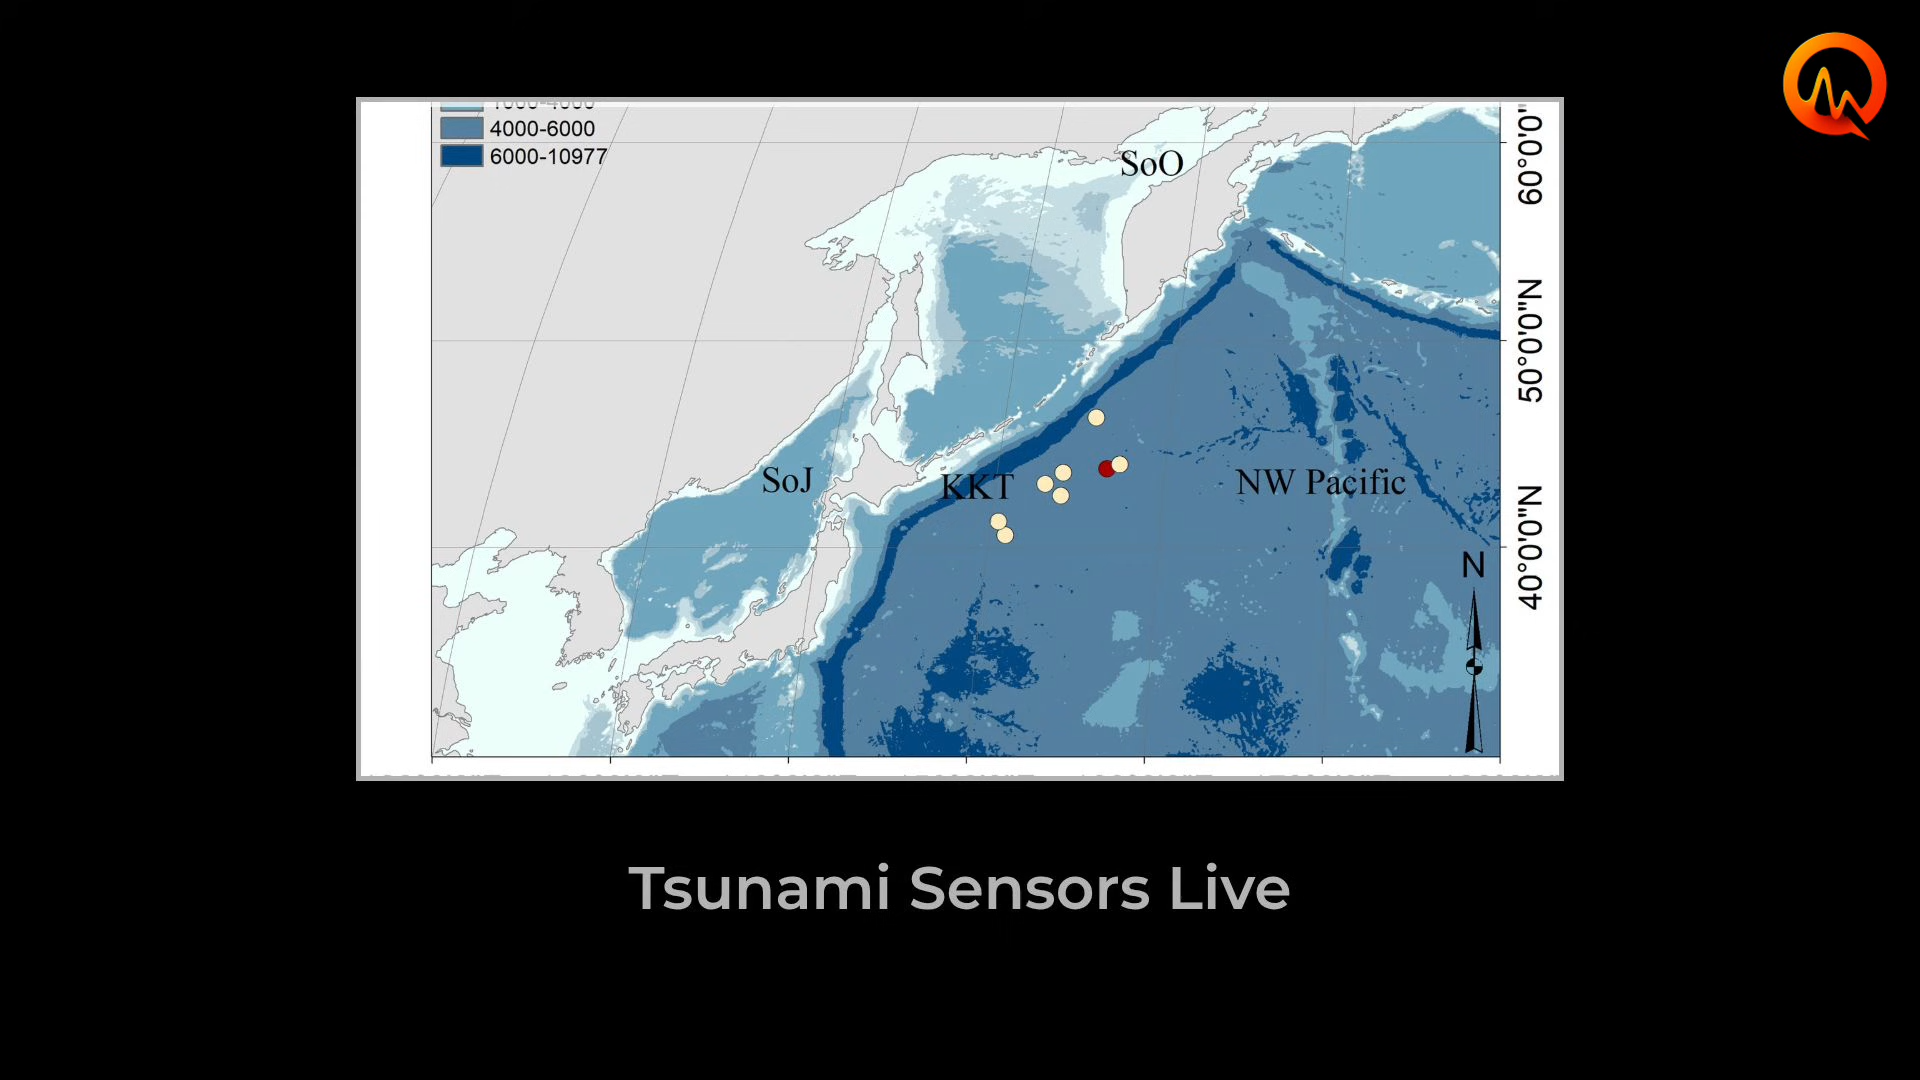 4000-6000
6000-10977
SoO
60°0'0"
50°0'0"N
SoJ
KKT
NW Pacific
40°0'0"N
N
Tsunami Sensors Live